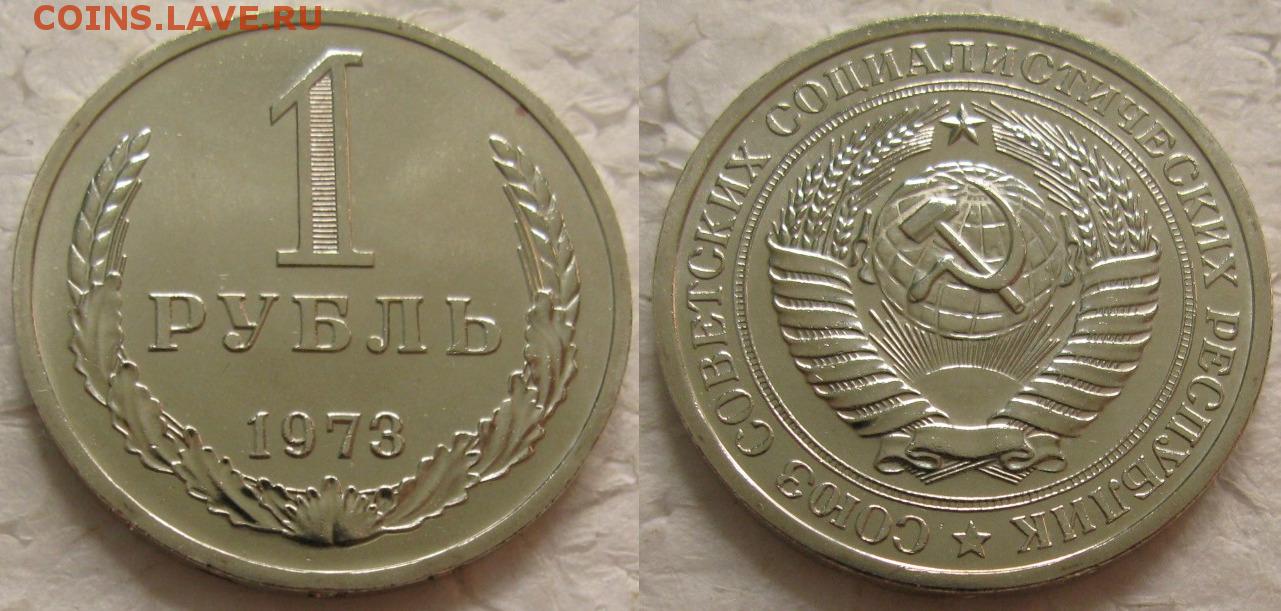 COINS.LAVE.RU
1
РУБЛЬ
1973
СОЮЗ СОВЕТСКИХ СОЦИАЛИСТИЧЕСКИХ РЕСПУБЛИК